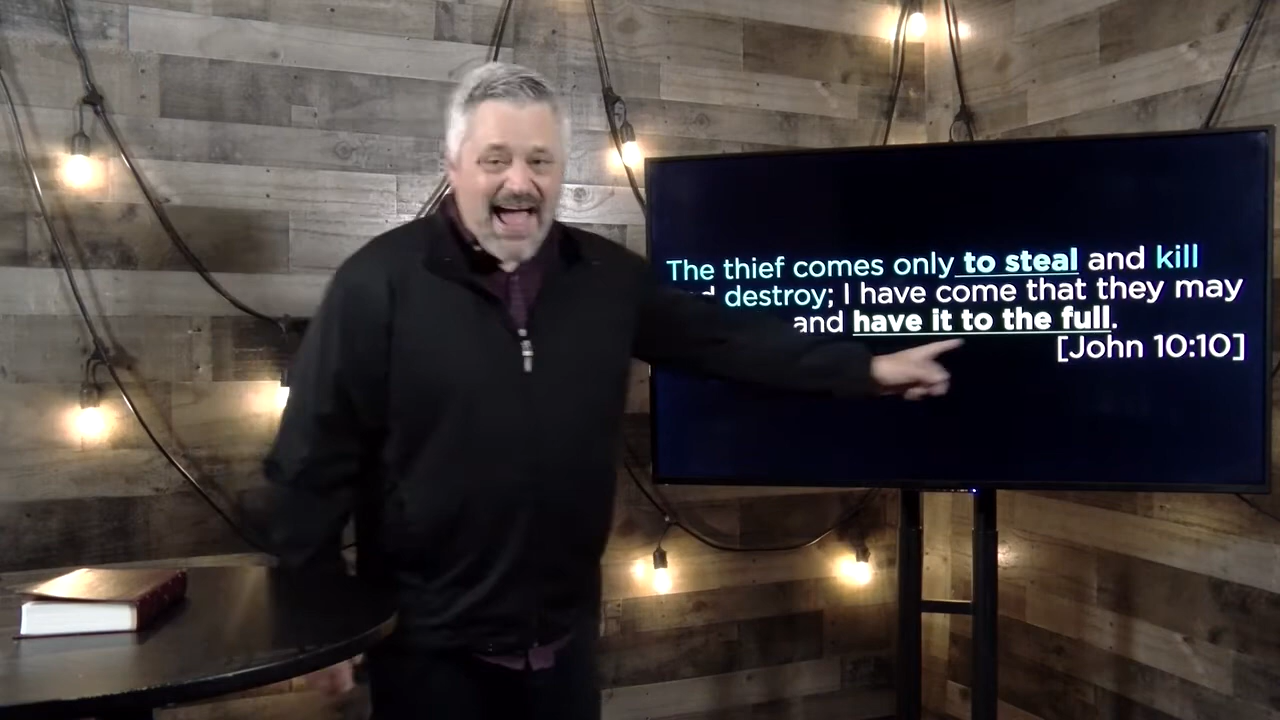 The thief comes only to steal and kill
destroy; I have come that they may
and have it to the full.
[John 10:10]